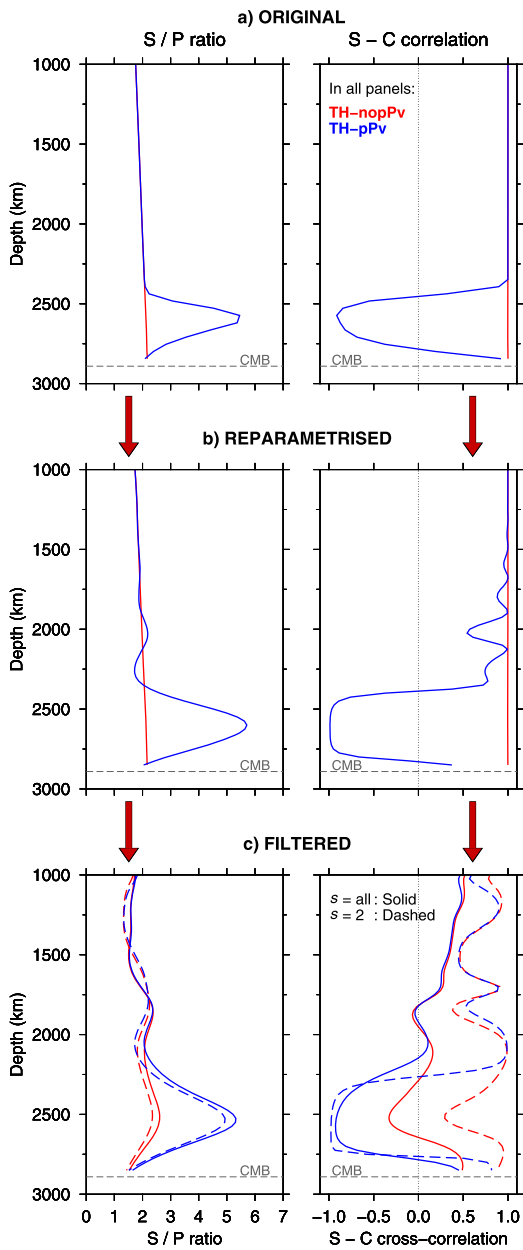 a) ORIGINAL
S / P ratio
S − C correlation
1000
1500
2000
2500
3000
Depth (km)
CMB
In all panels:
TH−nopPv
TH−pPv
CMB
b) REPARAMETRISED
1000
1500
2000
2500
3000
Depth (km)
CMB
CMB
c) FILTERED
1000
1500
2000
2500
3000
Depth (km)
CMB
s = all : Solid
s = 2 : Dashed
CMB
0 1 2 3 4 5 6 7
−1.0 −0.5 0.0 0.5 1.0
S / P ratio
S − C cross−correlation